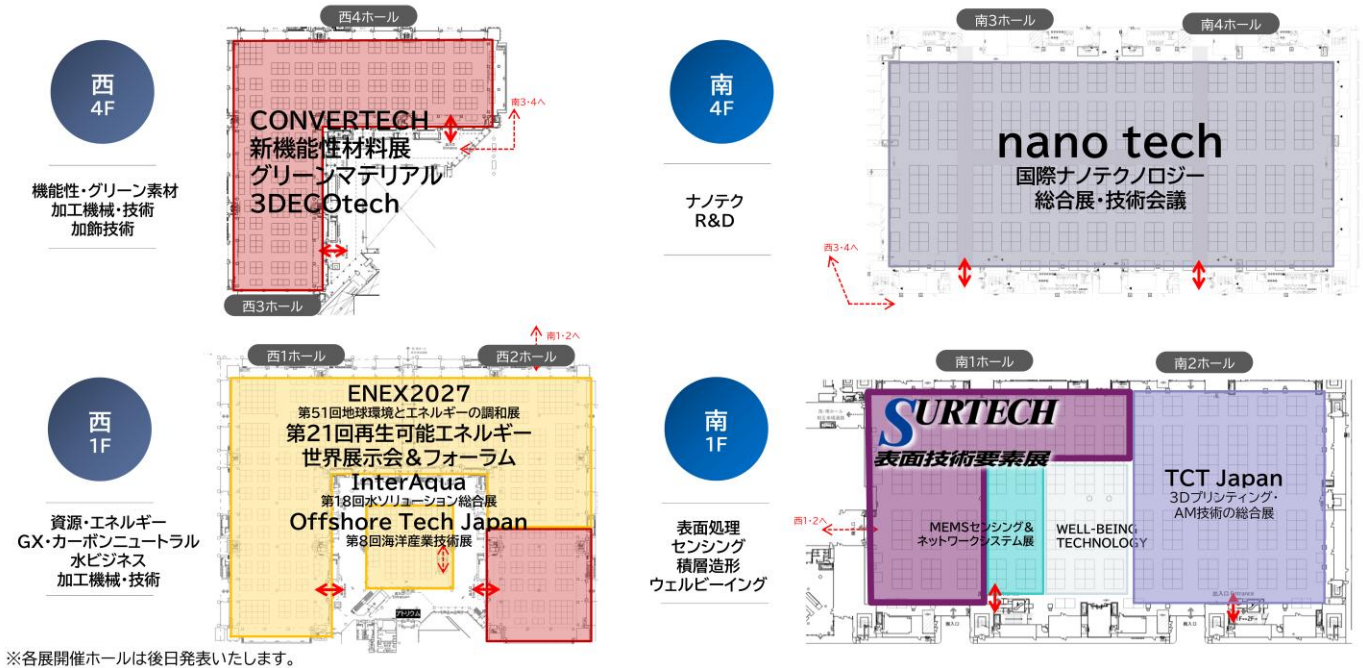 西4ホール
西
4F
機能性・グリーン素材
加工機械・技術
加飾技術
CONVERTECH
新機能性材料展
グリーンマテリアル
3DECOtech
南3・4へ
西3ホール
南3ホール
南4ホール
南
4F
ナノテク
R&D
nano tech
国際ナノテクノロジー
総合展・技術会議
西3・4へ
南1・2へ
西1ホール
西2ホール
西
1F
資源・エネルギー
GX・カーボンニュートラル
水ビジネス
加工機械・技術
ENEX2027
第51回地球環境とエネルギーの調和展
第21回再生可能エネルギー
世界展示会&フォーラム
InterAqua
第18回水ソリューション総合展
Offshore Tech Japan
第8回海洋産業技術展
アトリウム
南1ホール
南2ホール
南
1F
表面処理
センシング
積層造形
ウェルビーイング
SURTECH
表面技術要素展
西1・2へ
MEMSセンシング&
ネットワークシステム展
WELL-BEING
TECHNOLOGY
TCT Japan
3Dプリンティング・
AM技術の総合展
出入口 Entrance
※各展開催ホールは後日発表いたします。